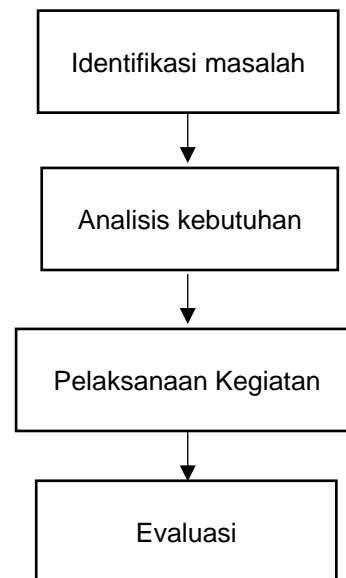 Identifikasi masalah
Analisis kebutuhan
Pelaksanaan Kegiatan
Evaluasi